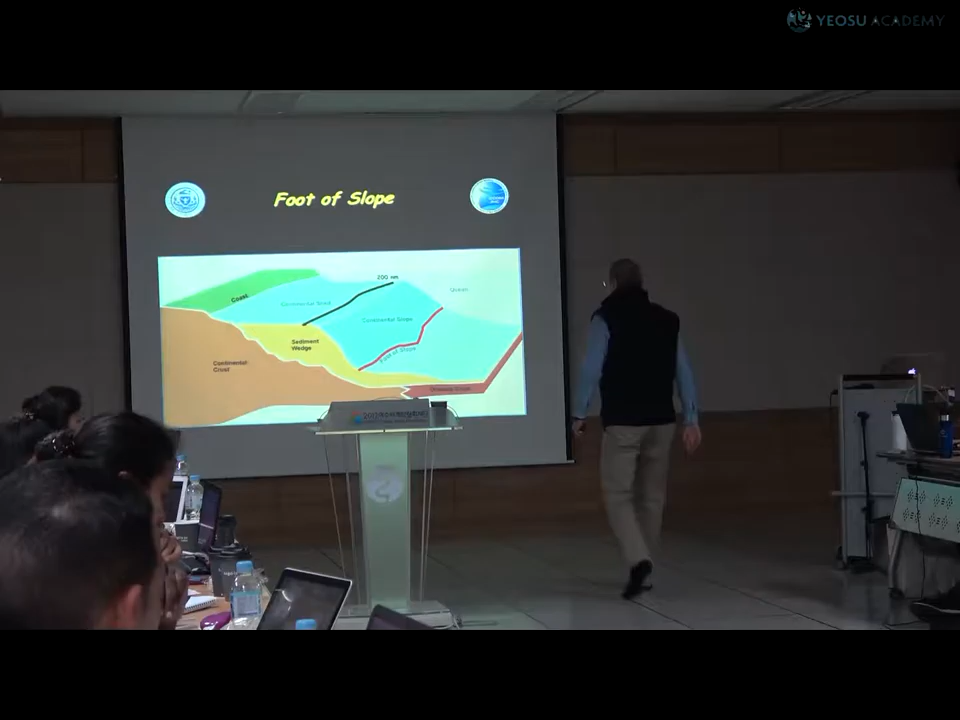 YEOSU ACADEMY
Foot of Slope
200 nm
Coast
Ocean
Continental Shelf
Continental Slope
Sediment
Wedge
Foot of Slope
Continental
Crust
Oceanic Crust